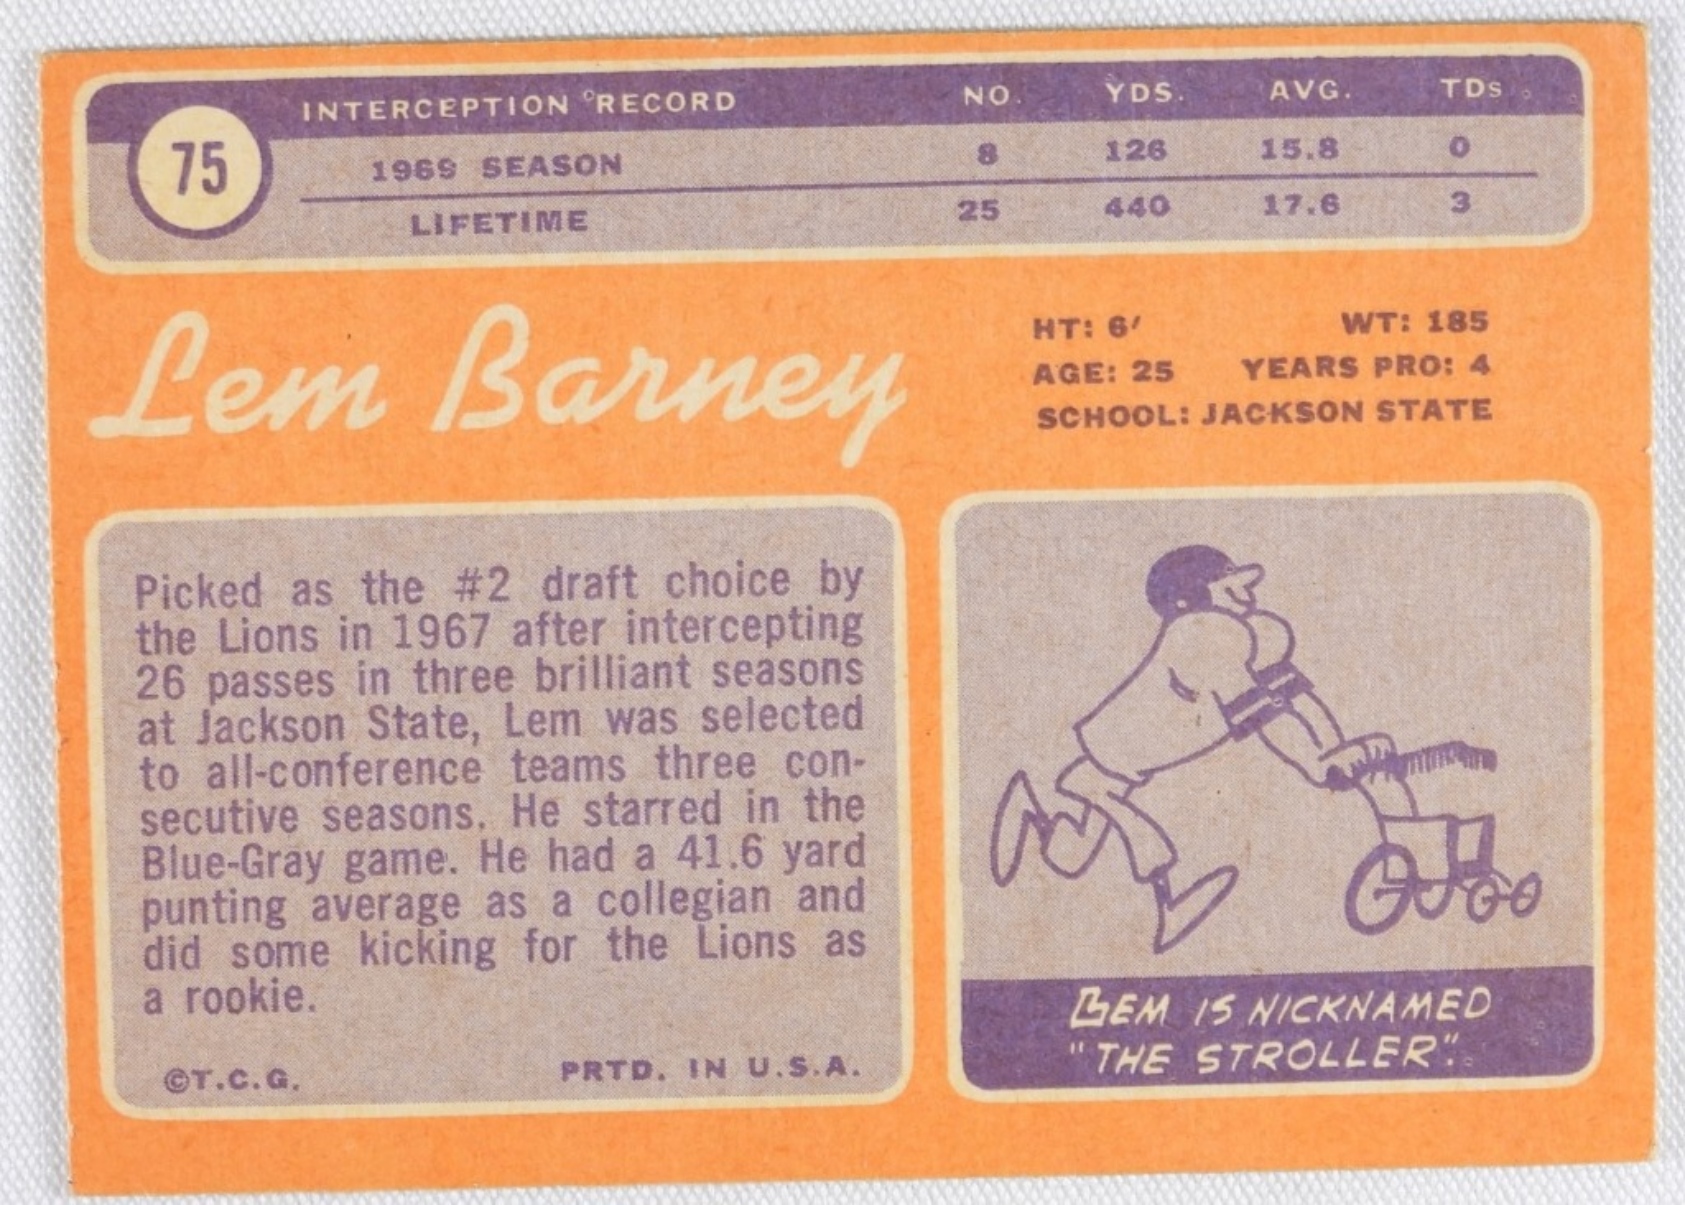 INTERCEPTION RECORD NO. YDS. AVG. TDs
75
1969 SEASON 8 126 15.8 0
LIFETIME 25 440 17.6 3
Lem Barney
HT: 6' WT: 185
AGE: 25 YEARS PRO: 4
SCHOOL: JACKSON STATE
Picked as the #2 draft choice by
the Lions in 1967 after intercepting
26 passes in three brilliant seasons
at Jackson State, Lem was selected
to all-conference teams three con-
secutive seasons. He starred in the
Blue-Gray game. He had a 41.6 yard
punting average as a collegian and
did some kicking for the Lions as
a rookie.
©T.C.G. PRTD. IN U.S.A.
LEM IS NICKNAMED
"THE STROLLER".